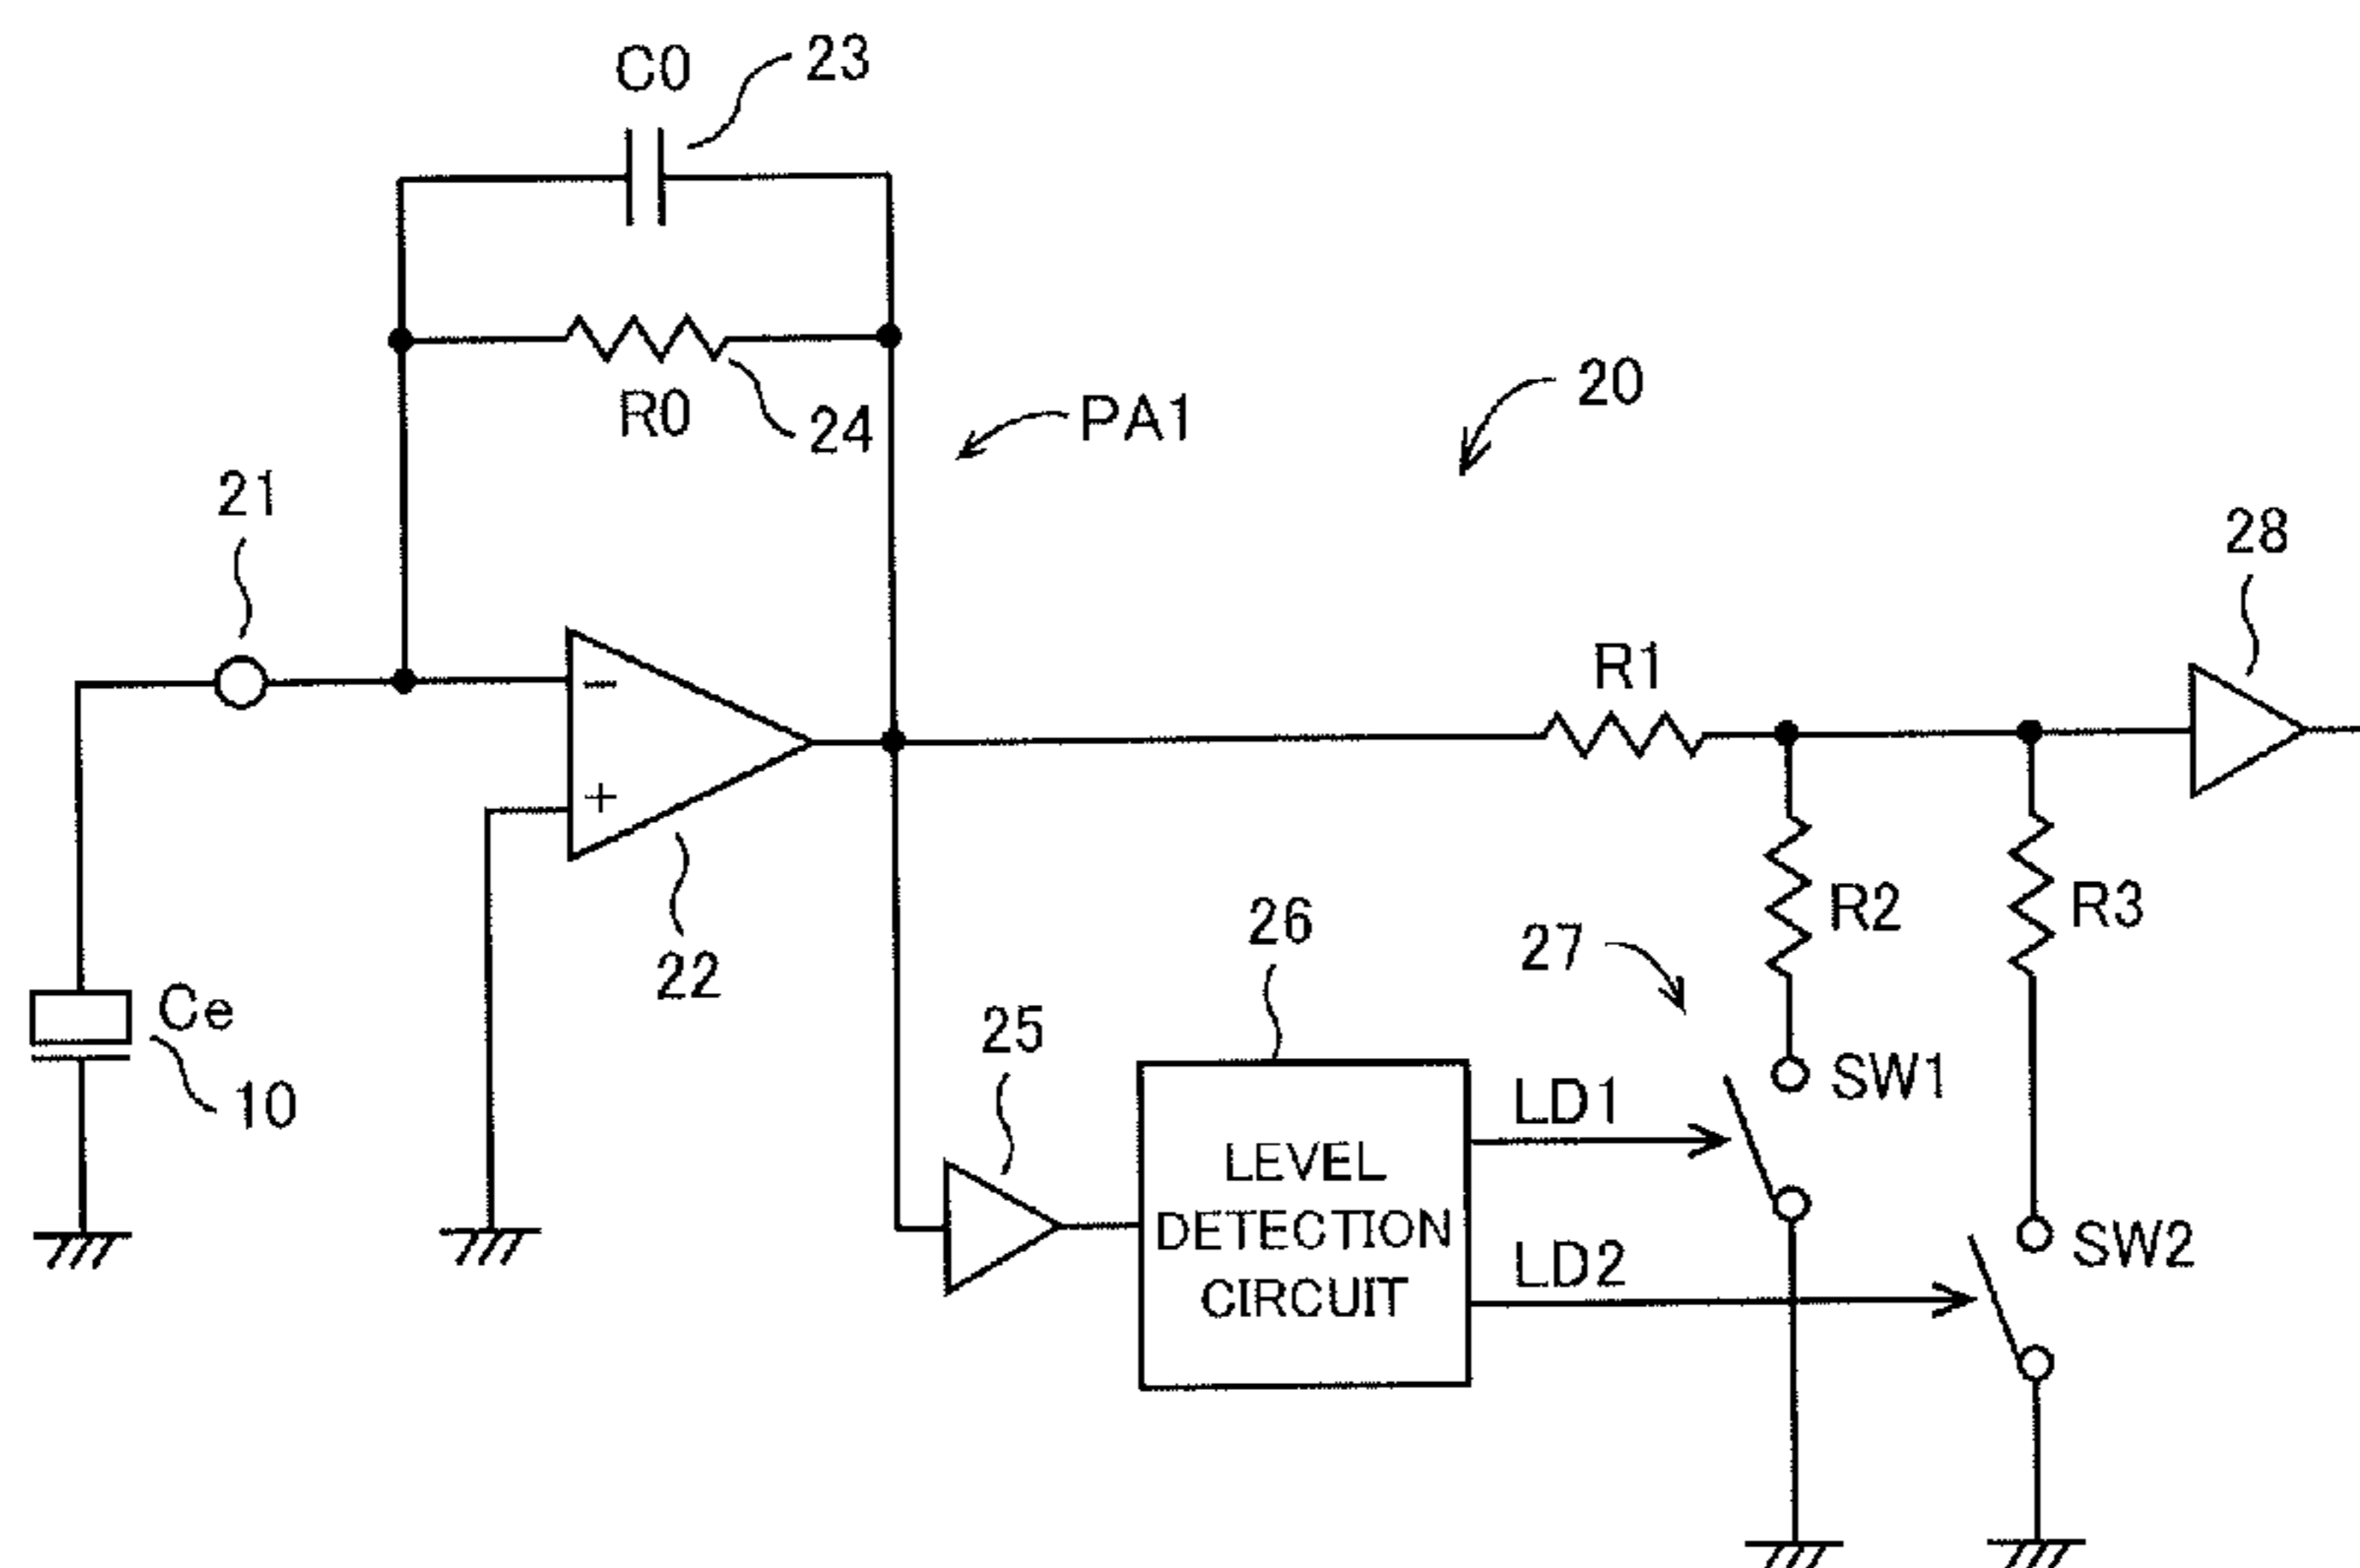 C0
23
R0
24
PA1
20
21
28
-
+
22
R1
R2
R3
Ce
10
25
26
27
LEVEL
DETECTION
CIRCUIT
LD1
LD2
SW1
SW2